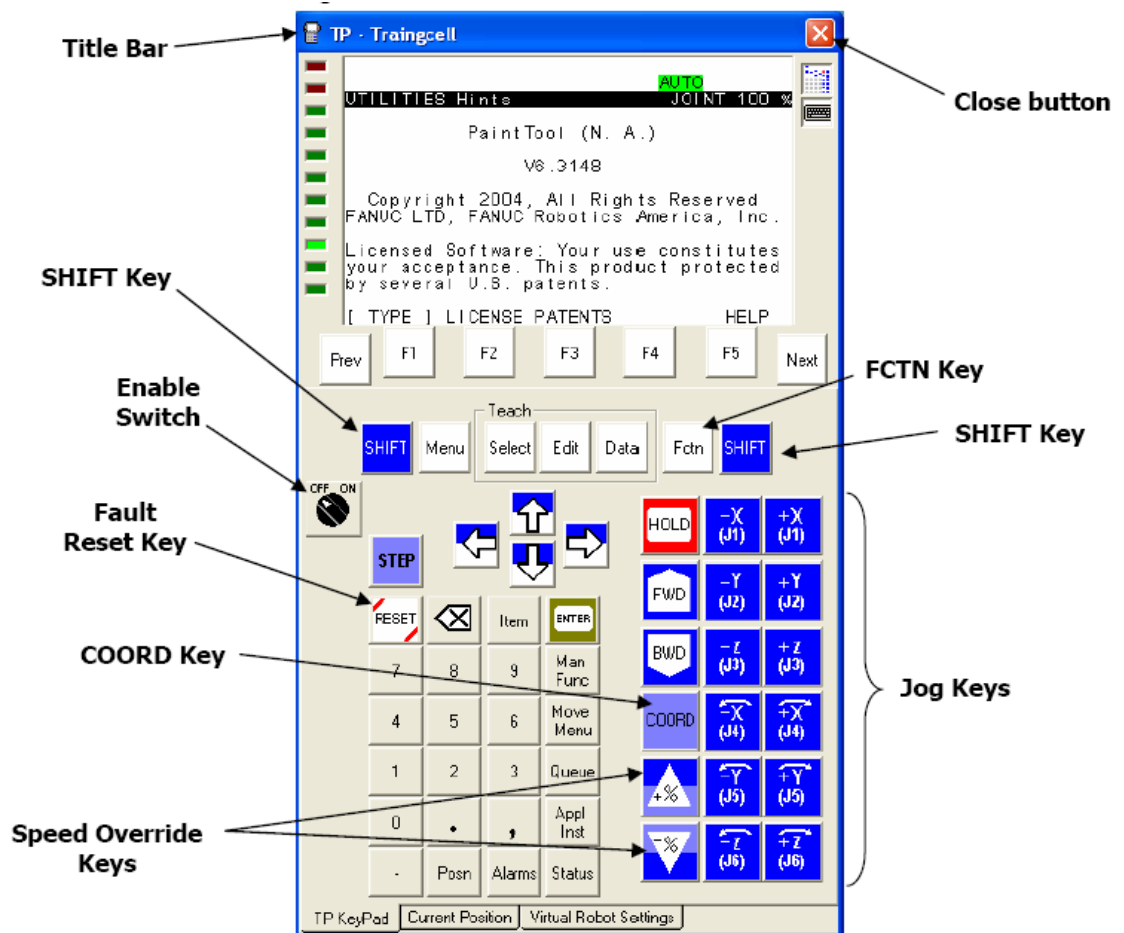 Title Bar
TP - Traingcell
Close button
AUTO
UTILITIES Hints JOINT 100 %
PaintTool (N. A.)
V6.3148
Copyright 2004, All Rights Reserved
FANUC LTD, FANUC Robotics America, Inc.
Licensed Software: Your use constitutes
your acceptance. This product protected
by several U.S. patents.
[ TYPE ] LICENSE PATENTS HELP
SHIFT Key
Prev F1 F2 F3 F4 F5 Next
FCTN Key
Enable
Switch
Teach
SHIFT Menu Select Edit Data Fctn SHIFT
SHIFT Key
OFF ON
Fault
Reset Key
HOLD -X (J1) +X (J1)
STEP
FWD -Y (J2) +Y (J2)
RESET Item ENTER
BWD -Z (J3) +Z (J3)
COORD Key
7 8 9 Man Func
COORD -X (J4) +X (J4)
Jog Keys
4 5 6 Move Menu
1 2 3 Queue
+% -Y (J5) +Y (J5)
Speed Override
Keys
0 . , Appl Inst
-% -Z (J6) +Z (J6)
- Posn Alarms Status
TP KeyPad Current Position Virtual Robot Settings